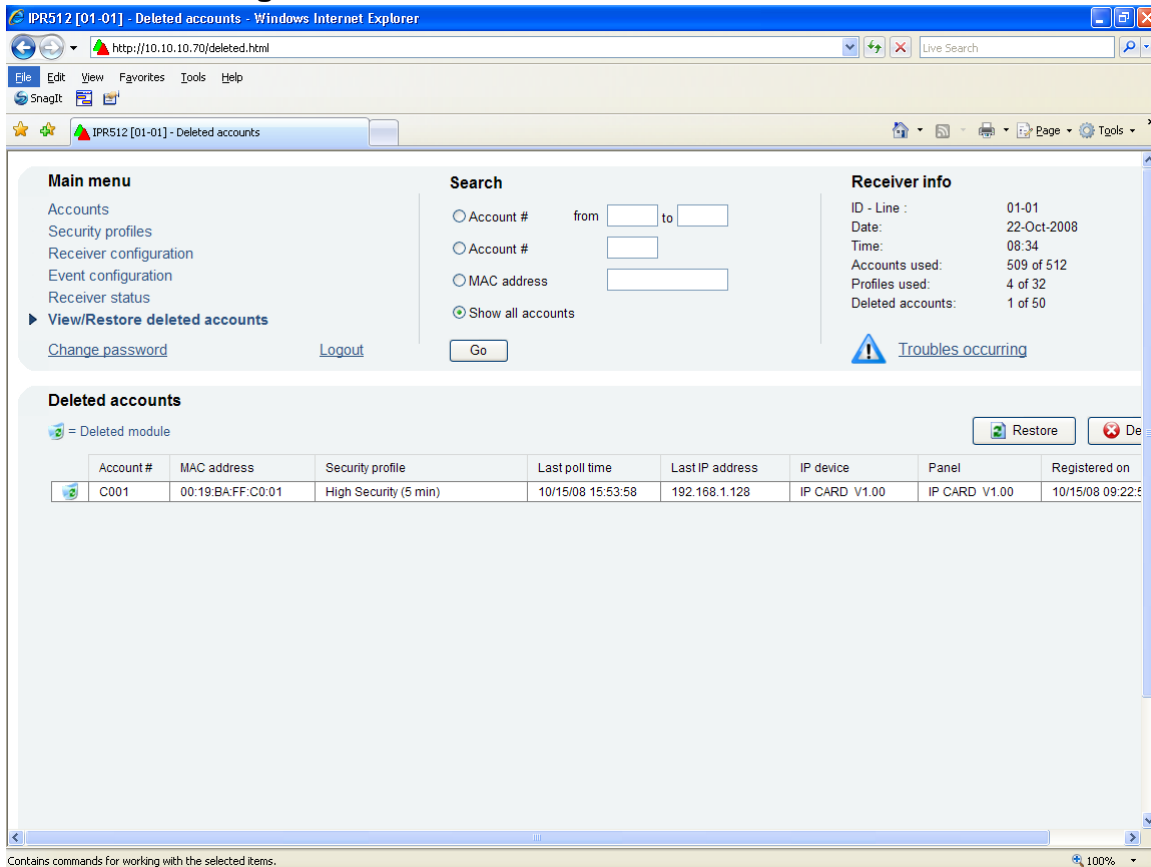 IPR512 [01-01] - Deleted accounts - Windows Internet Explorer
http://10.10.10.70/deleted.html
Live Search
File Edit View Favorites Tools Help
SnagIt
IPR512 [01-01] - Deleted accounts
Page Tools
Main menu
Accounts
Security profiles
Receiver configuration
Event configuration
Receiver status
View/Restore deleted accounts
Change password Logout
Search
Account # from to
Account #
MAC address
Show all accounts
Go
Receiver info
ID - Line : 01-01
Date: 22-Oct-2008
Time: 08:34
Accounts used: 509 of 512
Profiles used: 4 of 32
Deleted accounts: 1 of 50
Troubles occurring
Deleted accounts
= Deleted module
Restore De
Account # MAC address Security profile Last poll time Last IP address IP device Panel Registered on
C001 00:19:BA:FF:C0:01 High Security (5 min) 10/15/08 15:53:58 192.168.1.128 IP CARD V1.00 IP CARD V1.00 10/15/08 09:22:5
Contains commands for working with the selected items.
100%